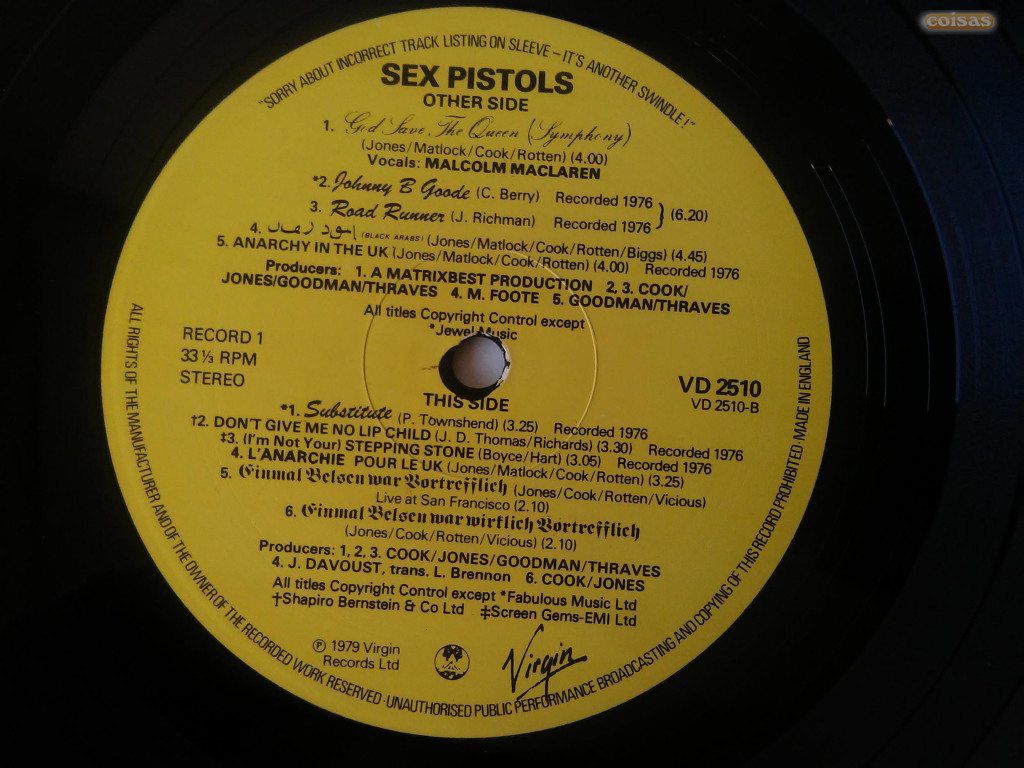 coisas
"SORRY ABOUT INCORRECT TRACK LISTING ON SLEEVE – IT'S ANOTHER SWINDLE!"
SEX PISTOLS
OTHER SIDE
1. God Save The Queen (Symphony)
(Jones/Matlock/Cook/Rotten) (4.00)
Vocals: MALCOLM MACLAREN
*2. Johnny B Goode (C. Berry) Recorded 1976
3. Road Runner (J. Richman) Recorded 1976 } (6.20)
4. (BLACK ARABS) (Jones/Matlock/Cook/Rotten/Biggs) (4.45)
5. ANARCHY IN THE UK (Jones/Matlock/Cook/Rotten) (4.00) Recorded 1976
Producers: 1. A MATRIXBEST PRODUCTION 2, 3. COOK/
JONES/GOODMAN/THRAVES 4. M. FOOTE 5. GOODMAN/THRAVES
All titles Copyright Control except
*Jewel Music
RECORD 1
33⅓ RPM
STEREO
VD 2510
VD 2510-B
THIS SIDE
*1. Substitute (P. Townshend) (3.25) Recorded 1976
†2. DON'T GIVE ME NO LIP CHILD (J. D. Thomas/Richards) (3.30) Recorded 1976
‡3. (I'm Not Your) STEPPING STONE (Boyce/Hart) (3.05) Recorded 1976
4. L'ANARCHIE POUR LE UK (Jones/Matlock/Cook/Rotten) (3.25)
5. Einmal Belsen war Vortrefflich (Jones/Cook/Rotten/Vicious)
Live at San Francisco (2.10)
6. Einmal Belsen war wirklich Vortrefflich
(Jones/Cook/Rotten/Vicious) (2.10)
Producers: 1, 2, 3. COOK/JONES/GOODMAN/THRAVES
4. J. DAVOUST, trans. L. Brennon 6. COOK/JONES
All titles Copyright Control except *Fabulous Music Ltd
†Shapiro Bernstein & Co Ltd ‡Screen Gems-EMI Ltd
℗ 1979 Virgin
Records Ltd
Virgin
ALL RIGHTS OF THE MANUFACTURER AND OF THE OWNER OF THE RECORDED WORK RESERVED · UNAUTHORISED PUBLIC PERFORMANCE BROADCASTING AND COPYING OF THIS RECORD PROHIBITED · MADE IN ENGLAND